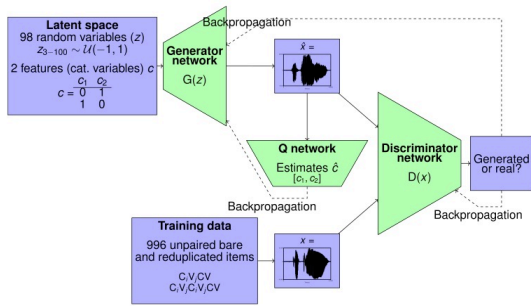 Latent space
98 random variables (z)
z₃₋₁₀₀ ∼ 𝒰(−1, 1)
2 features (cat. variables) c
c₁ c₂
c = 0 1
1 0
Generator
network
G(z)
Backpropagation
x̂ =
Q network
Estimates ĉ
[c₁, c₂]
Backpropagation
Discriminator
network
D(x)
Generated
or real?
Backpropagation
Training data
996 unpaired bare
and reduplicated items
CᵢVⱼCV
CᵢVⱼCᵢVⱼCV
x =